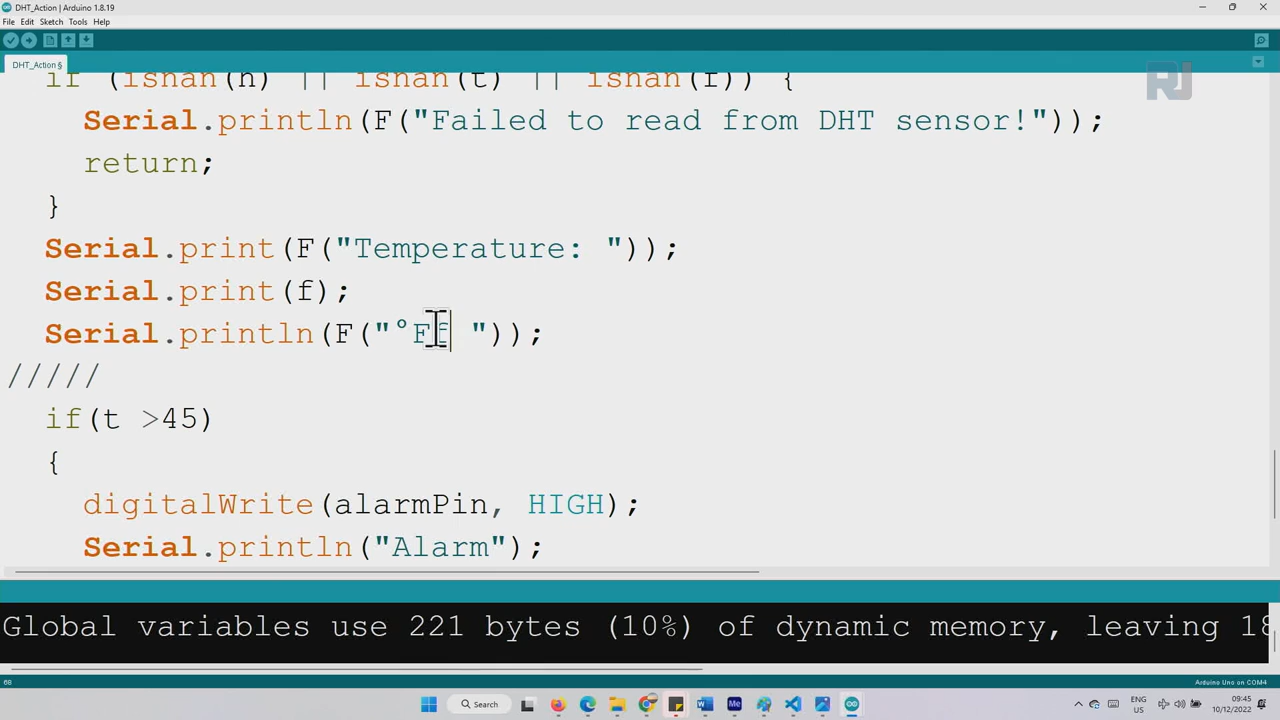 DHT_Action | Arduino 1.8.19
File Edit Sketch Tools Help
DHT_Action §
if (isnan(h) || isnan(t) || isnan(f)) {
Serial.println(F("Failed to read from DHT sensor!"));
return;
}
Serial.print(F("Temperature: "));
Serial.print(f);
Serial.println(F("°Ff "));
/////
if(t >45)
{
digitalWrite(alarmPin, HIGH);
Serial.println("Alarm");
Global variables use 221 bytes (10%) of dynamic memory, leaving 18
68
Arduino Uno on COM4
Search
ENG
US
09:45
10/12/2022
RJ